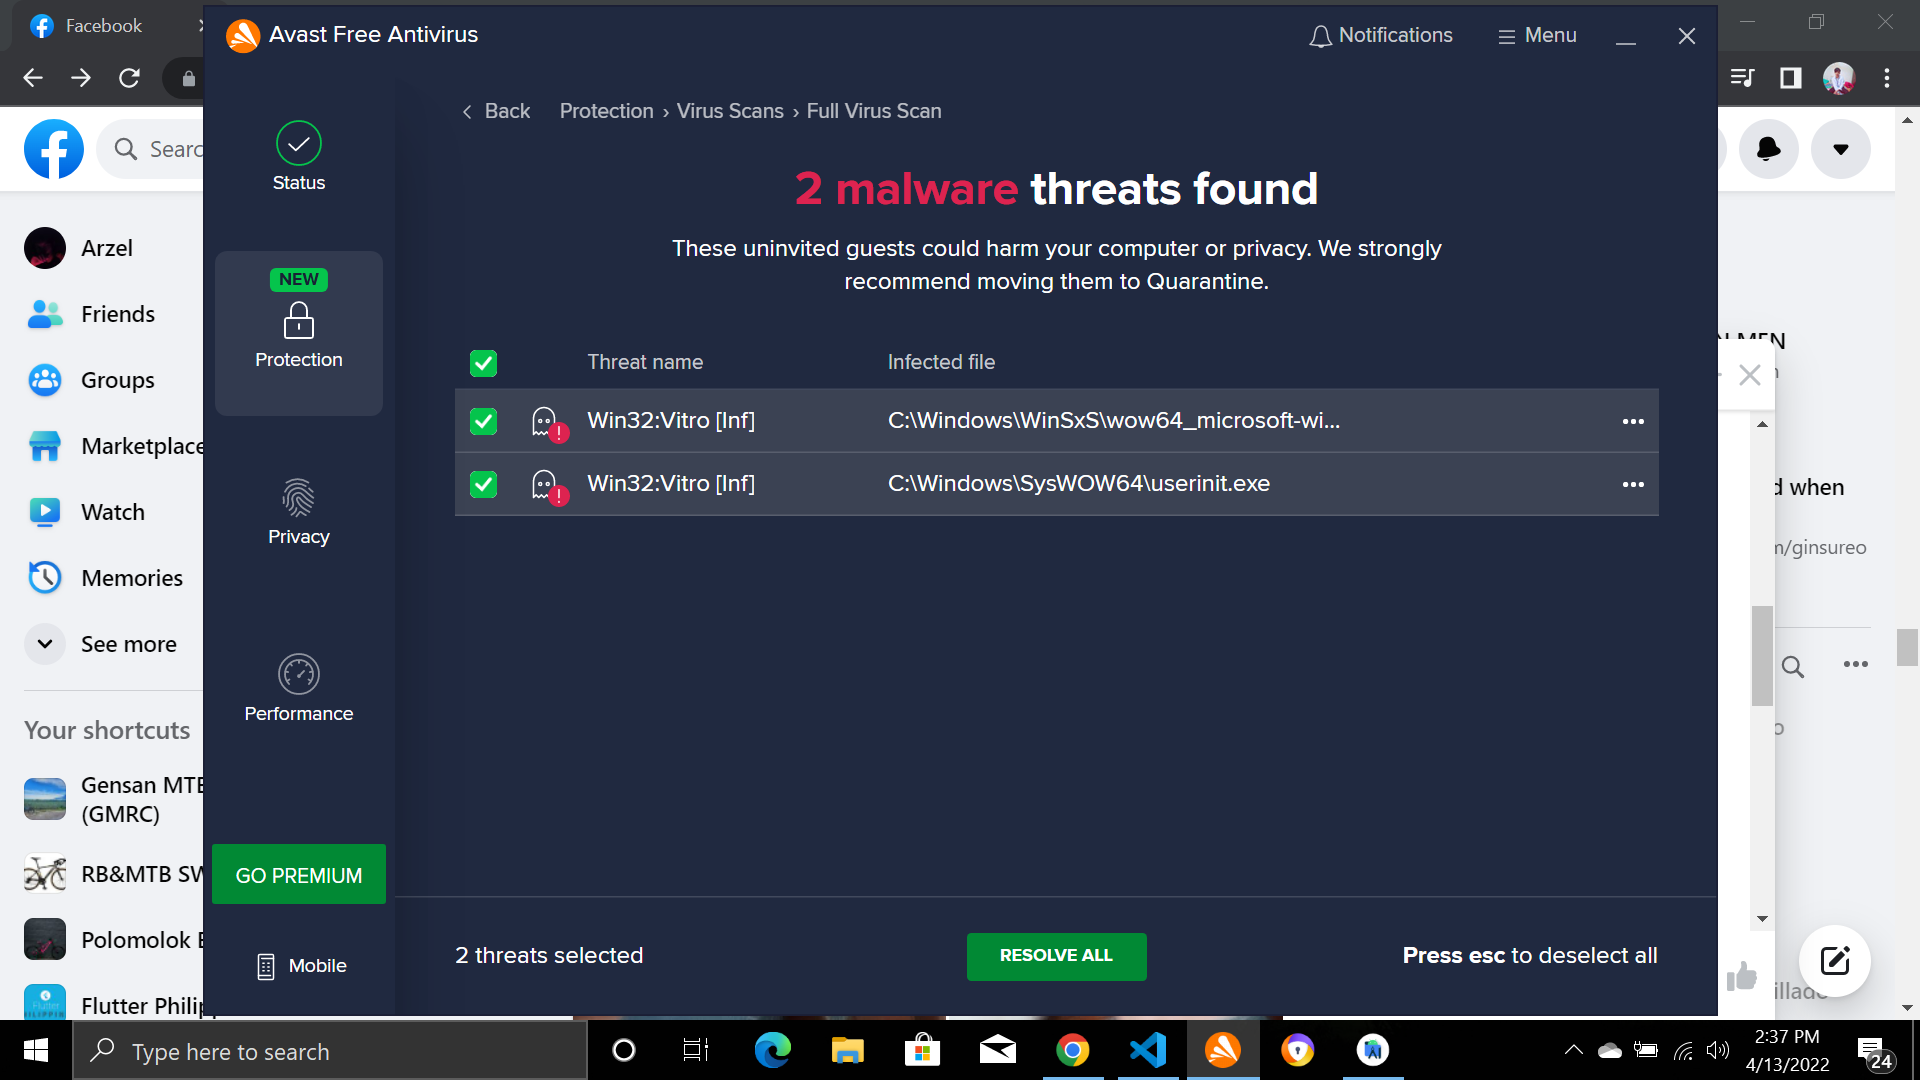 Facebook
Avast Free Antivirus
Notifications
Menu
Back
Protection › Virus Scans › Full Virus Scan
Searc
Status
2 malware threats found
These uninvited guests could harm your computer or privacy. We strongly
recommend moving them to Quarantine.
Arzel
NEW
Protection
Friends
Threat name
Infected file
Groups
Win32:Vitro [Inf]
C:\Windows\WinSxS\wow64_microsoft-wi...
Marketplace
Win32:Vitro [Inf]
C:\Windows\SysWOW64\userinit.exe
d when
Watch
Privacy
m/ginsureo
Memories
See more
Performance
Your shortcuts
Gensan MTB
(GMRC)
GO PREMIUM
RB&MTB SW
Polomolok
2 threats selected
RESOLVE ALL
Press esc to deselect all
Mobile
illado
Flutter Philip
Type here to search
2:37 PM
4/13/2022
24